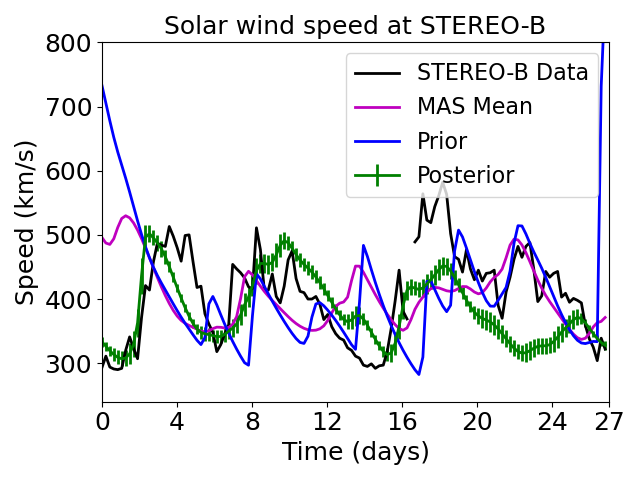 Solar wind speed at STEREO-B
800
700
600
500
400
300
Speed (km/s)
STEREO-B Data
MAS Mean
Prior
Posterior
0 4 8 12 16 20 24 27
Time (days)